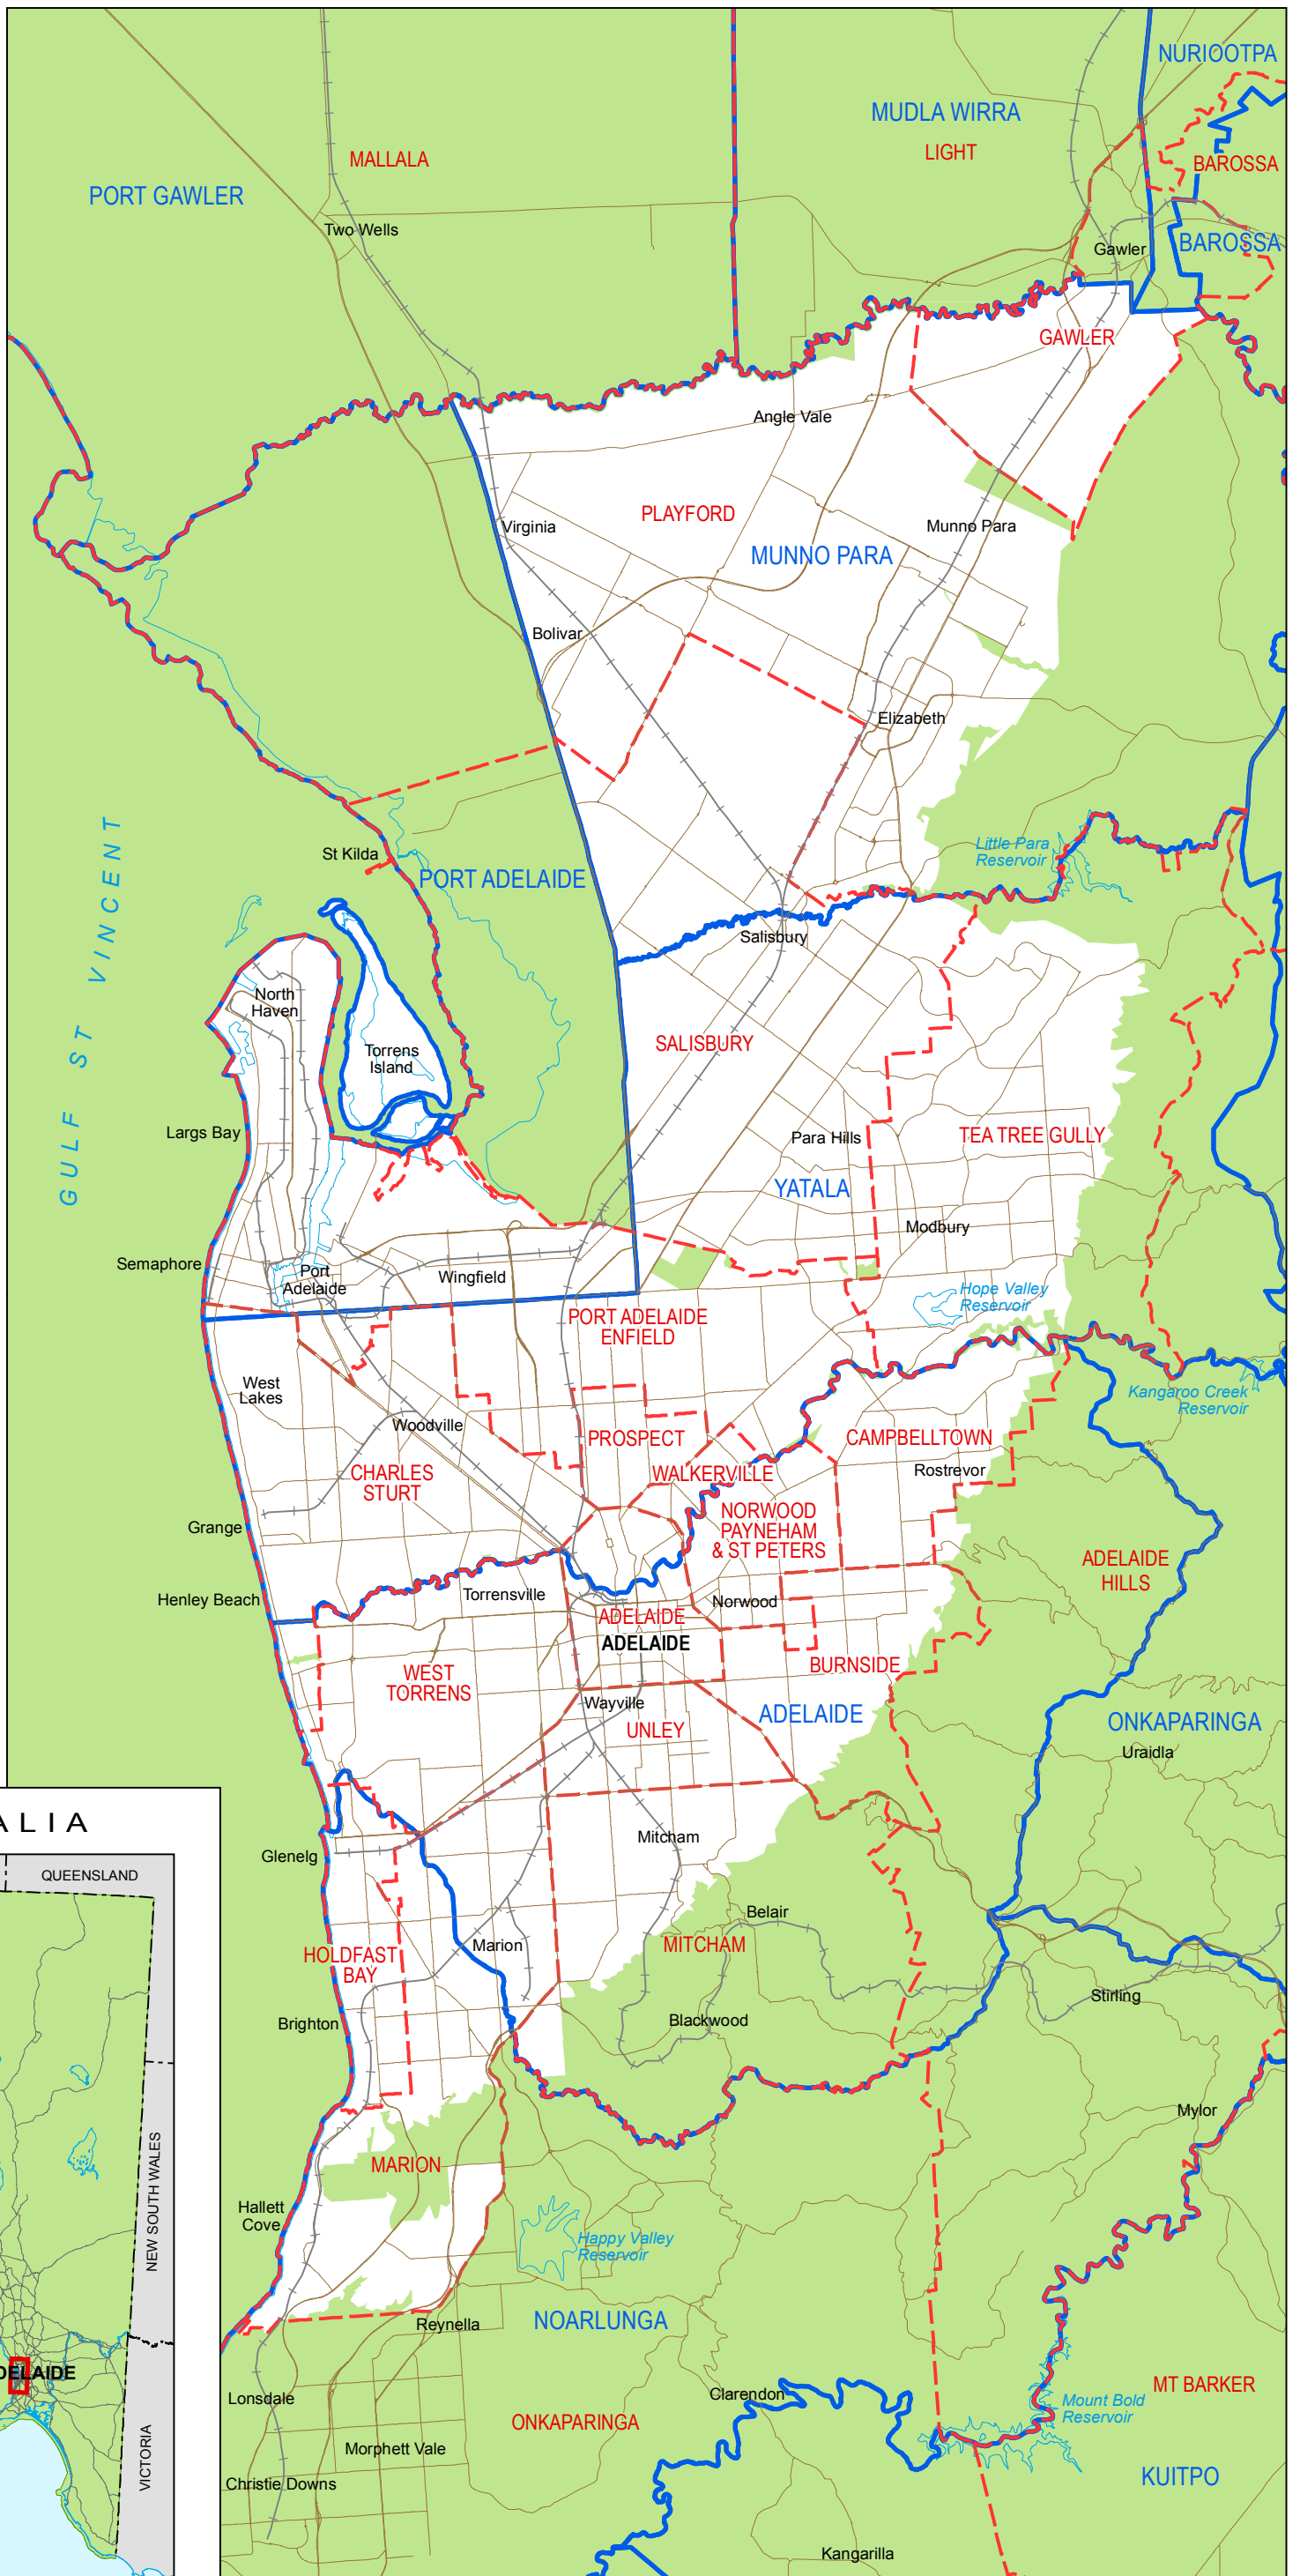 NURIOOTPA
MUDLA WIRRA
LIGHT
MALLALA
BAROSSA
PORT GAWLER
Two Wells
Gawler
BAROSSA
GAWLER
Angle Vale
PLAYFORD
Virginia
Munno Para
MUNNO PARA
Bolivar
Elizabeth
Little Para
Reservoir
St Kilda
PORT ADELAIDE
GULF ST VINCENT
Salisbury
North
Haven
SALISBURY
Torrens
Island
Largs Bay
Para Hills
TEA TREE GULLY
YATALA
Modbury
Semaphore
Port
Adelaide
Wingfield
Hope Valley
Reservoir
PORT ADELAIDE
ENFIELD
West
Lakes
Kangaroo Creek
Reservoir
Woodville
PROSPECT
CAMPBELLTOWN
CHARLES
STURT
WALKERVILLE
Rostrevor
NORWOOD
PAYNEHAM
& ST PETERS
Grange
ADELAIDE
HILLS
Henley Beach
Torrensville
Norwood
ADELAIDE
ADELAIDE
WEST
TORRENS
BURNSIDE
Wayville
UNLEY
ADELAIDE
ONKAPARINGA
Uraidla
ALIA
QUEENSLAND
Glenelg
Mitcham
Belair
HOLDFAST
BAY
Marion
MITCHAM
Stirling
Brighton
Blackwood
Mylor
MARION
NEW SOUTH WALES
Hallett
Cove
Happy Valley
Reservoir
NOARLUNGA
Reynella
DELAIDE
Lonsdale
Clarendon
MT BARKER
Mount Bold
Reservoir
ONKAPARINGA
Morphett Vale
VICTORIA
Christie Downs
KUITPO
Kangarilla